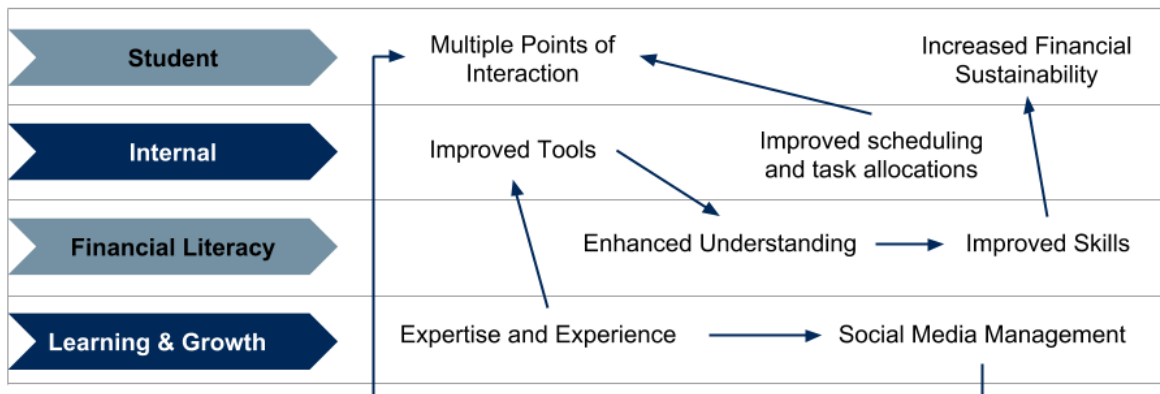 Student
Multiple Points of
Interaction
Increased Financial
Sustainability
Internal
Improved Tools
Improved scheduling
and task allocations
Financial Literacy
Enhanced Understanding
Improved Skills
Learning & Growth
Expertise and Experience
Social Media Management